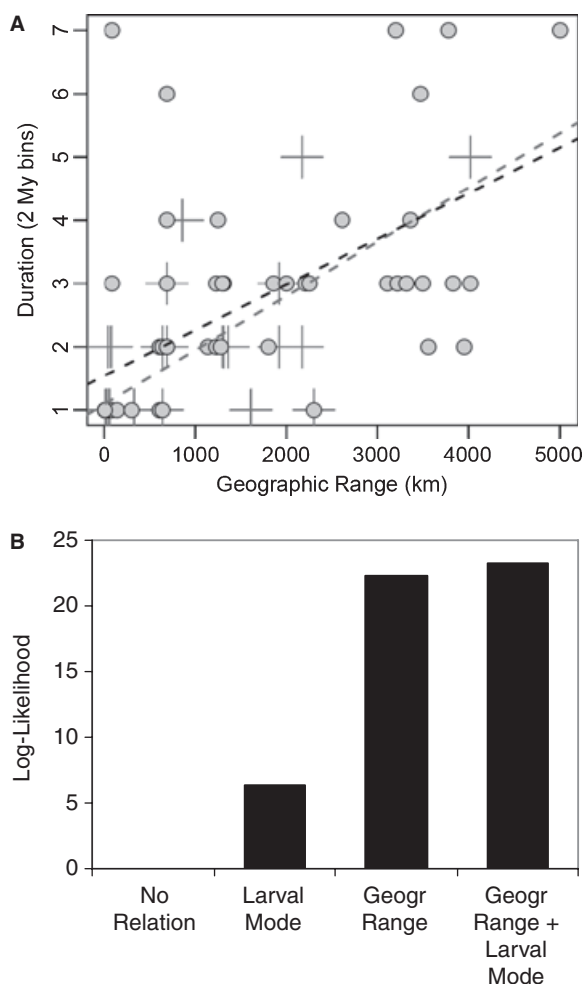 A
Duration (2 My bins)
7
6
5
4
3
2
1
0 1000 2000 3000 4000 5000
Geographic Range (km)
B
Log-Likelihood
25
20
15
10
5
0
No Larval Geogr Geogr
Relation Mode Range Range +
Larval
Mode